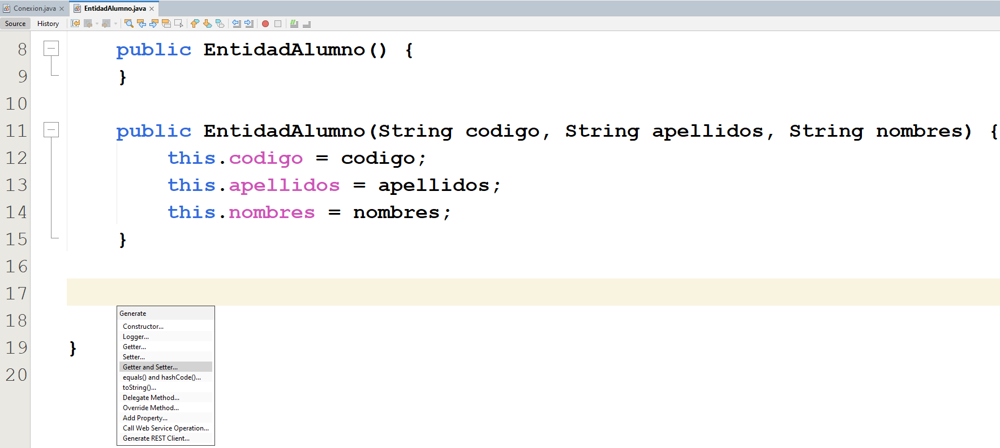 Conexion.java EntidadAlumno.java
Source History
8 public EntidadAlumno() {
9 }
10
11 public EntidadAlumno(String codigo, String apellidos, String nombres) {
12 this.codigo = codigo;
13 this.apellidos = apellidos;
14 this.nombres = nombres;
15 }
16
17
18
19 }
20
Generate
Constructor...
Logger...
Getter...
Setter...
Getter and Setter...
equals() and hashCode()...
toString()...
Delegate Method...
Override Method...
Add Property...
Call Web Service Operation...
Generate REST Client...